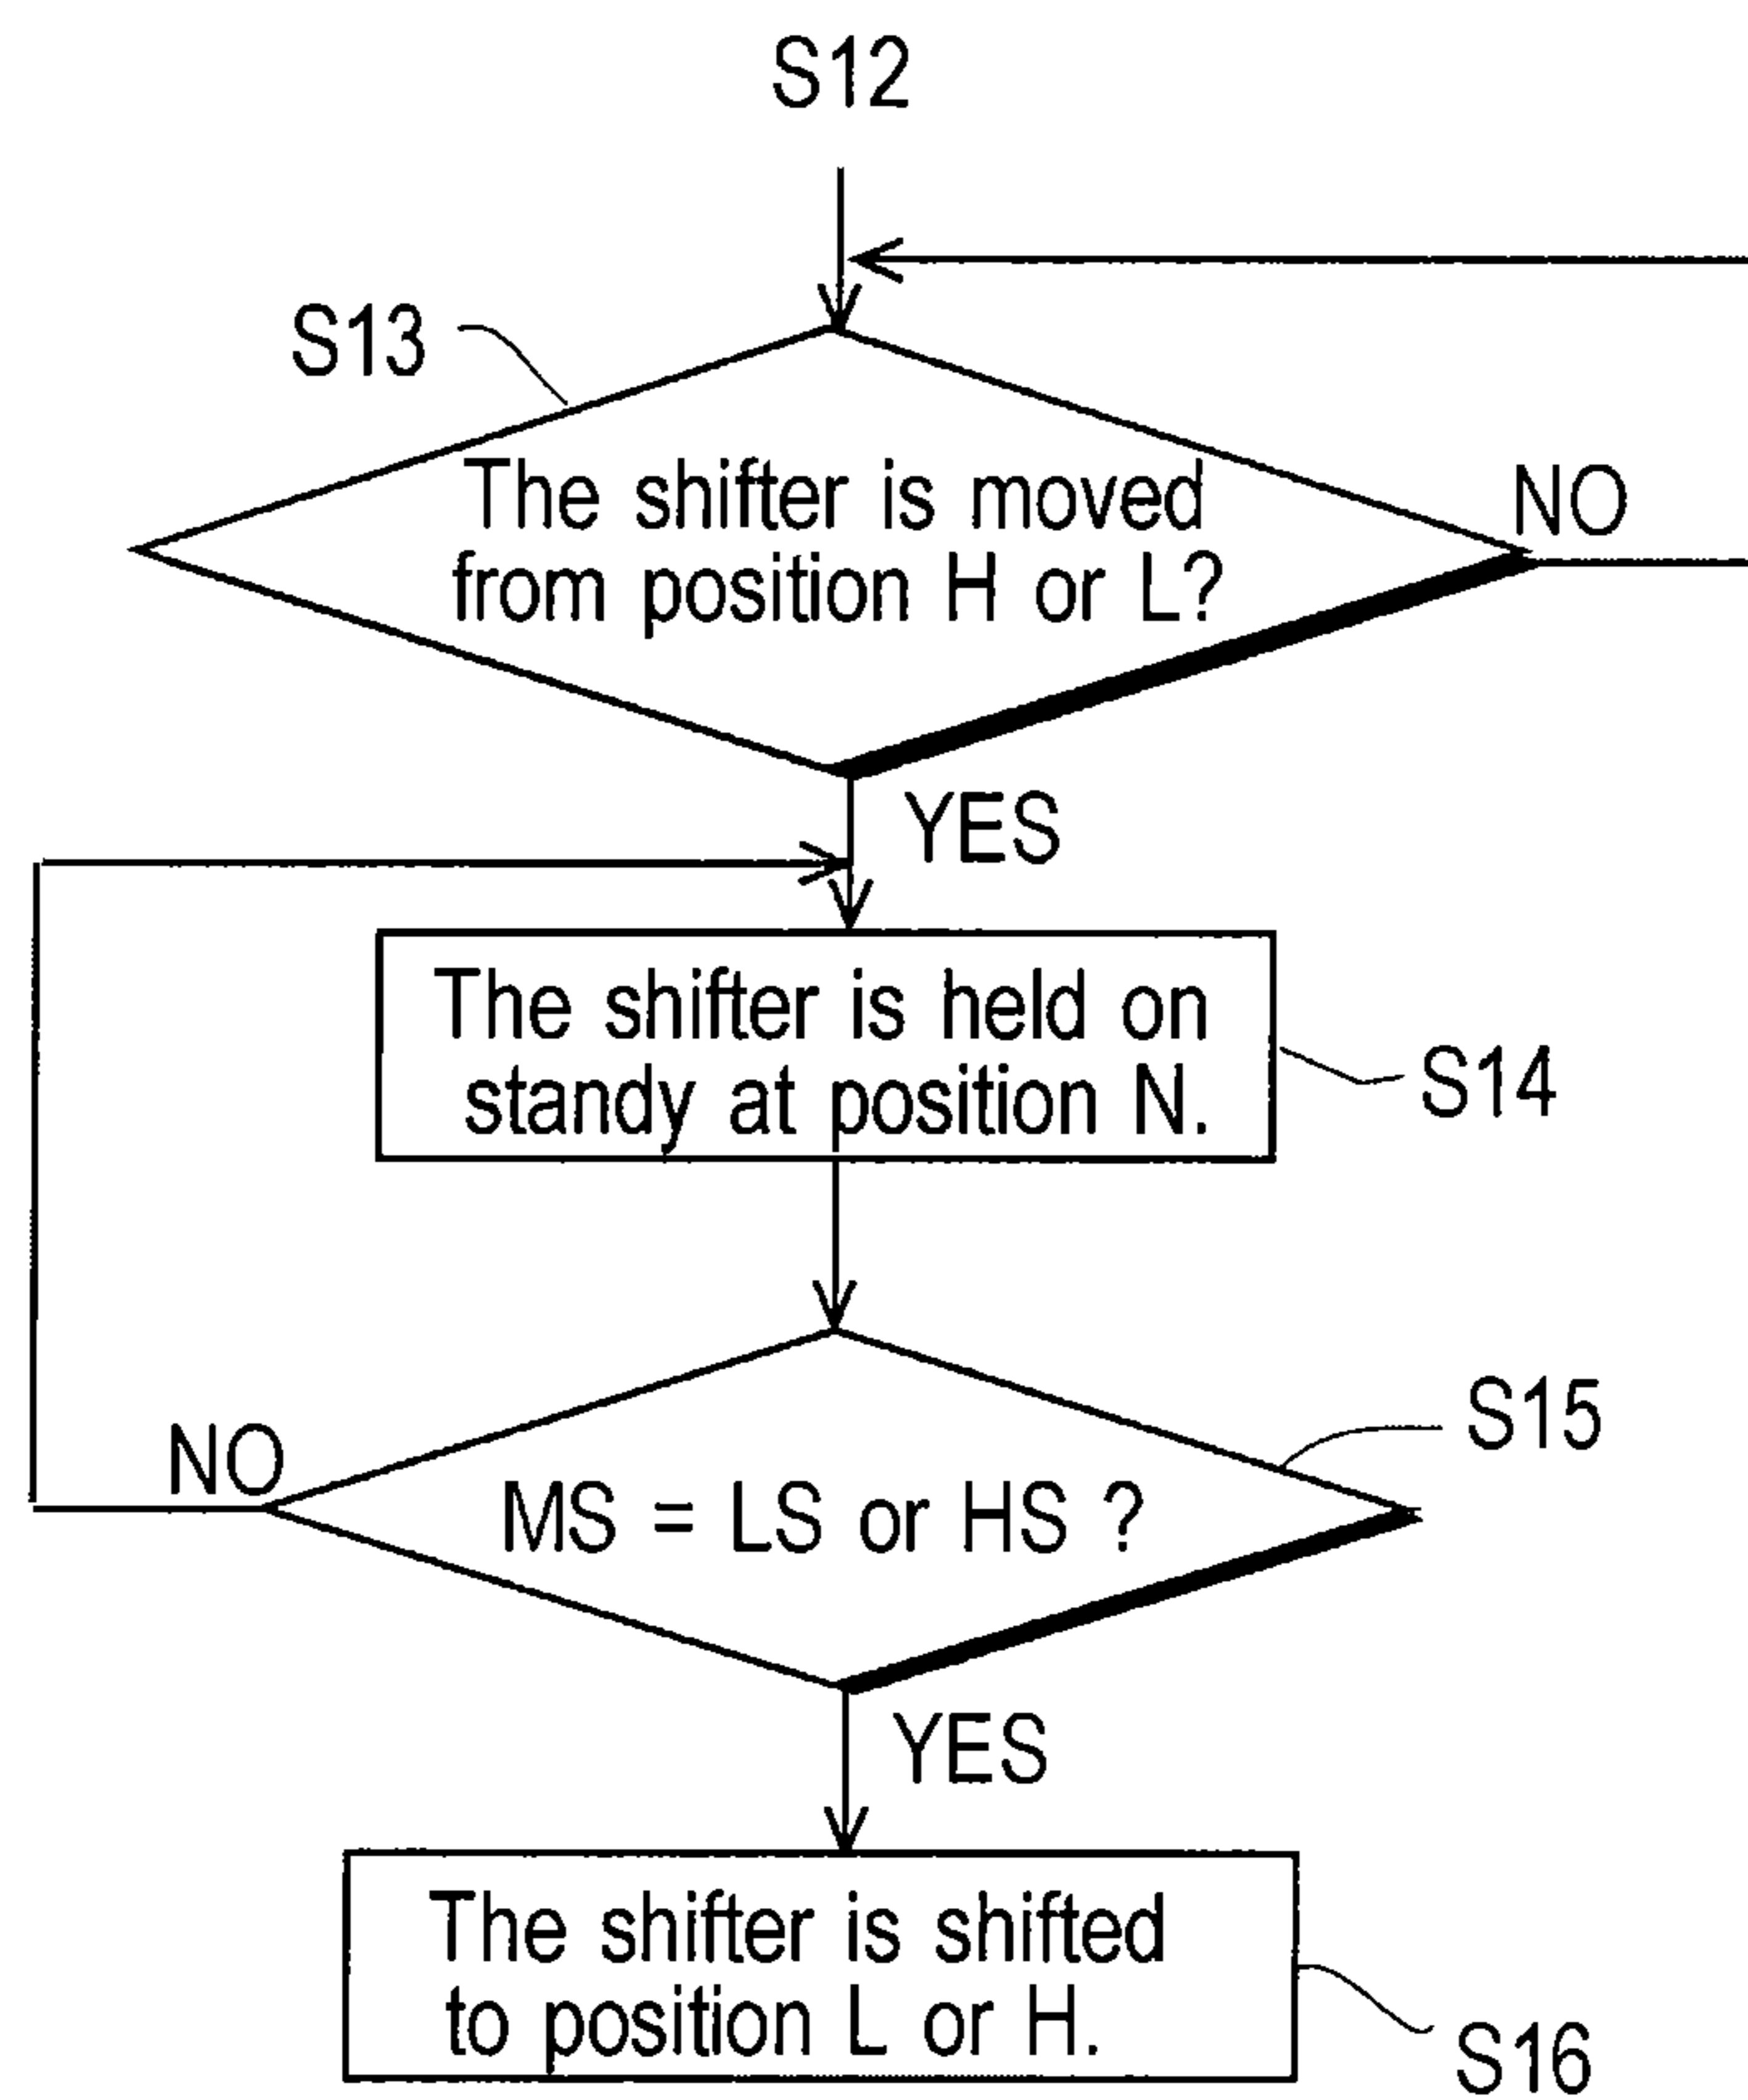 S12
S13
The shifter is moved
from position H or L?
NO
YES
The shifter is held on
standy at position N.
S14
S15
NO
MS = LS or HS ?
YES
The shifter is shifted
to position L or H.
S16